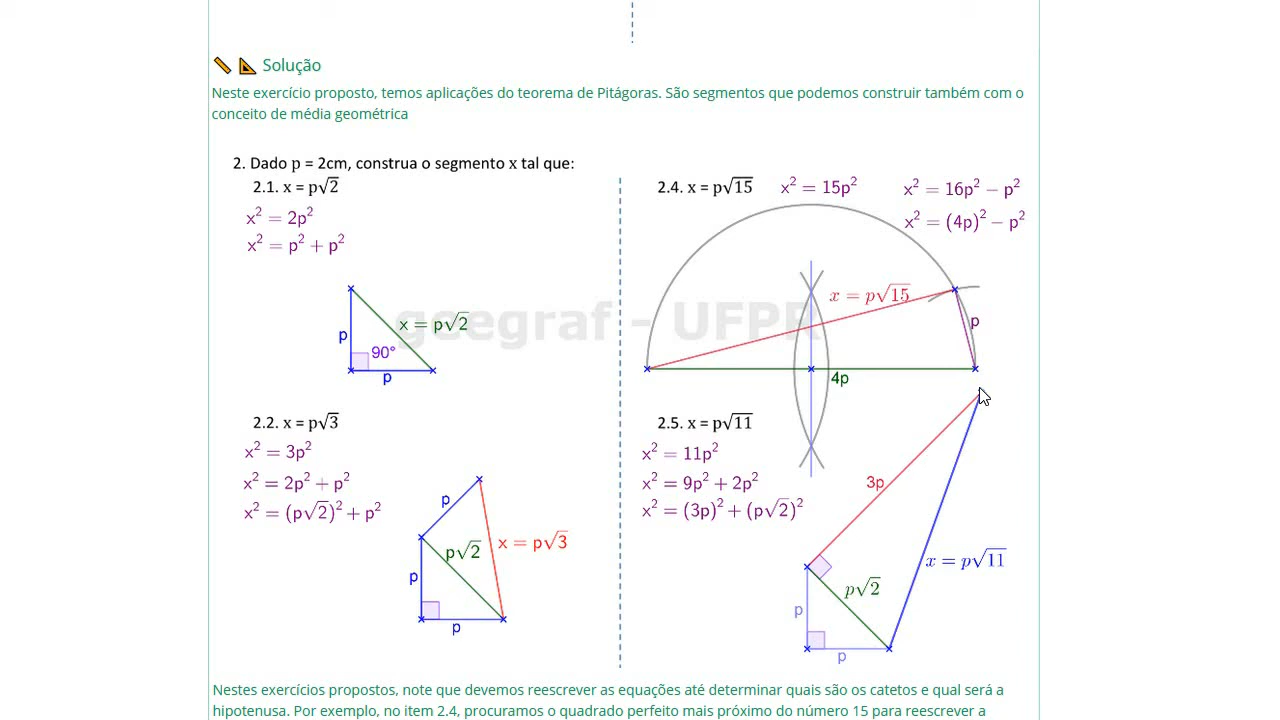 Solução
Neste exercício proposto, temos aplicações do teorema de Pitágoras. São segmentos que podemos construir também com o
conceito de média geométrica
2. Dado p = 2cm, construa o segmento x tal que:
2.1. x = p√2
x² = 2p²
x² = p² + p²
p
90°
p
x = p√2
2.2. x = p√3
x² = 3p²
x² = 2p² + p²
x² = (p√2)² + p²
p
p√2
x = p√3
p
p
2.4. x = p√15
x² = 15p²
x² = 16p² − p²
x² = (4p)² − p²
x = p√15
p
4p
2.5. x = p√11
x² = 11p²
x² = 9p² + 2p²
x² = (3p)² + (p√2)²
3p
x = p√11
p√2
p
p
geegraf - UFPR
Nestes exercícios propostos, note que devemos reescrever as equações até determinar quais são os catetos e qual será a
hipotenusa. Por exemplo, no item 2.4, procuramos o quadrado perfeito mais próximo do número 15 para reescrever a